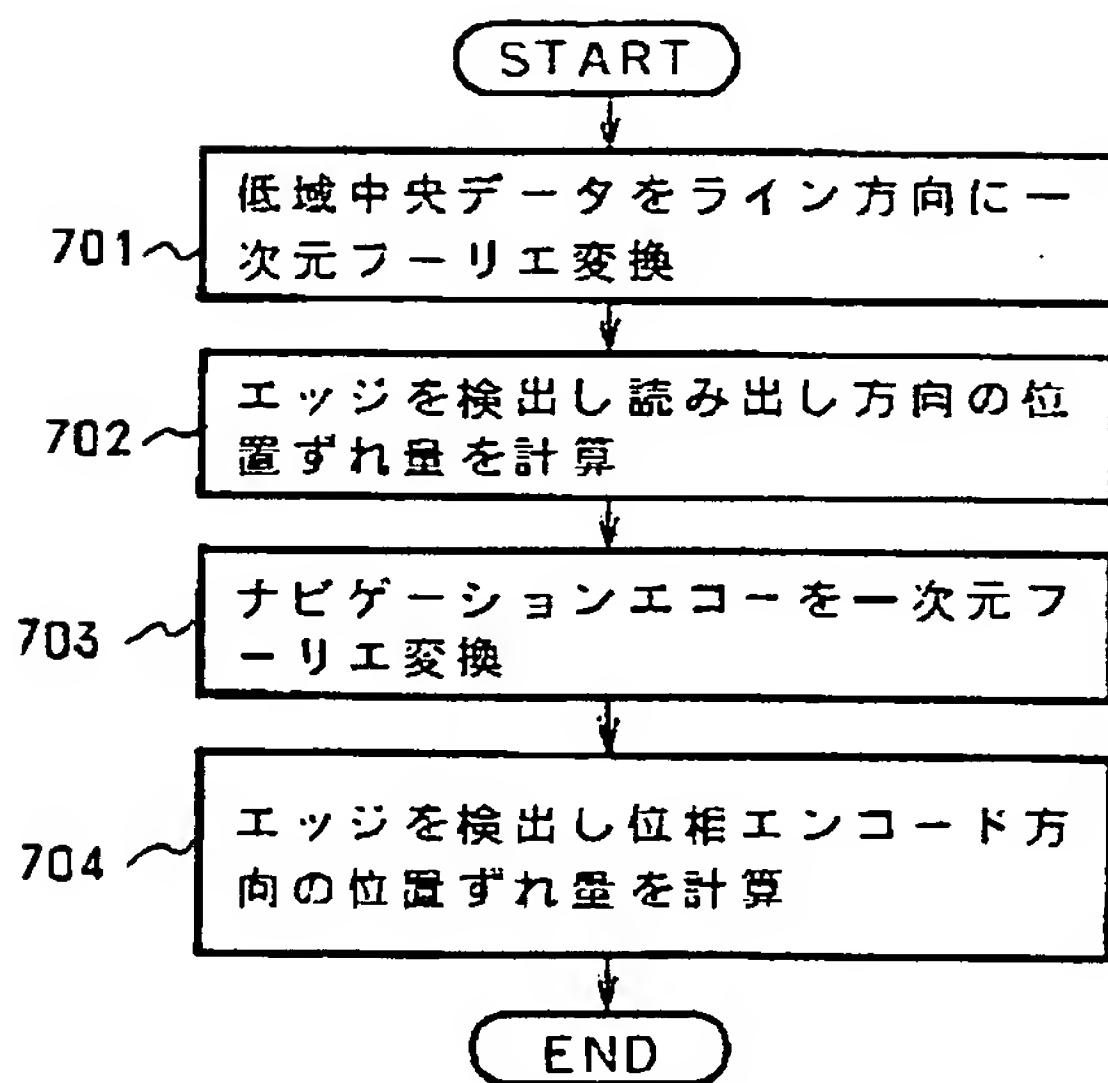 START
701
低域中央データをライン方向に一
次元フーリエ変換
702
エッジを検出し読み出し方向の位
置ずれ量を計算
703
ナビゲーションエコーを一次元フ
ーリエ変換
704
エッジを検出し位相エンコード方
向の位置ずれ量を計算
END